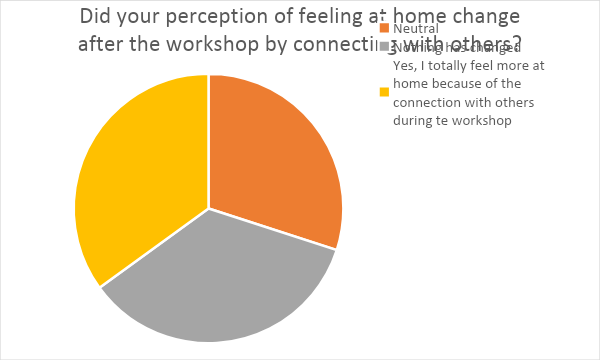 Did your perception of feeling at home change
after the workshop by connecting with others?
Neutral
Nothing has changed
Yes, I totally feel more at
home because of the
connection with others
during te workshop